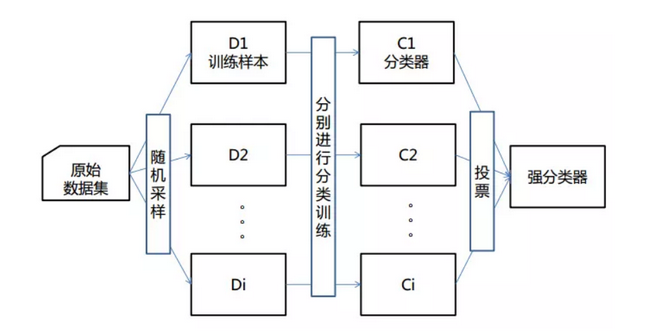 原始
数据集
随机采样
D1
训练样本
D2
。
。
。
Di
分别进行分类训练
C1
分类器
C2
。
。
。
Ci
投票
强分类器